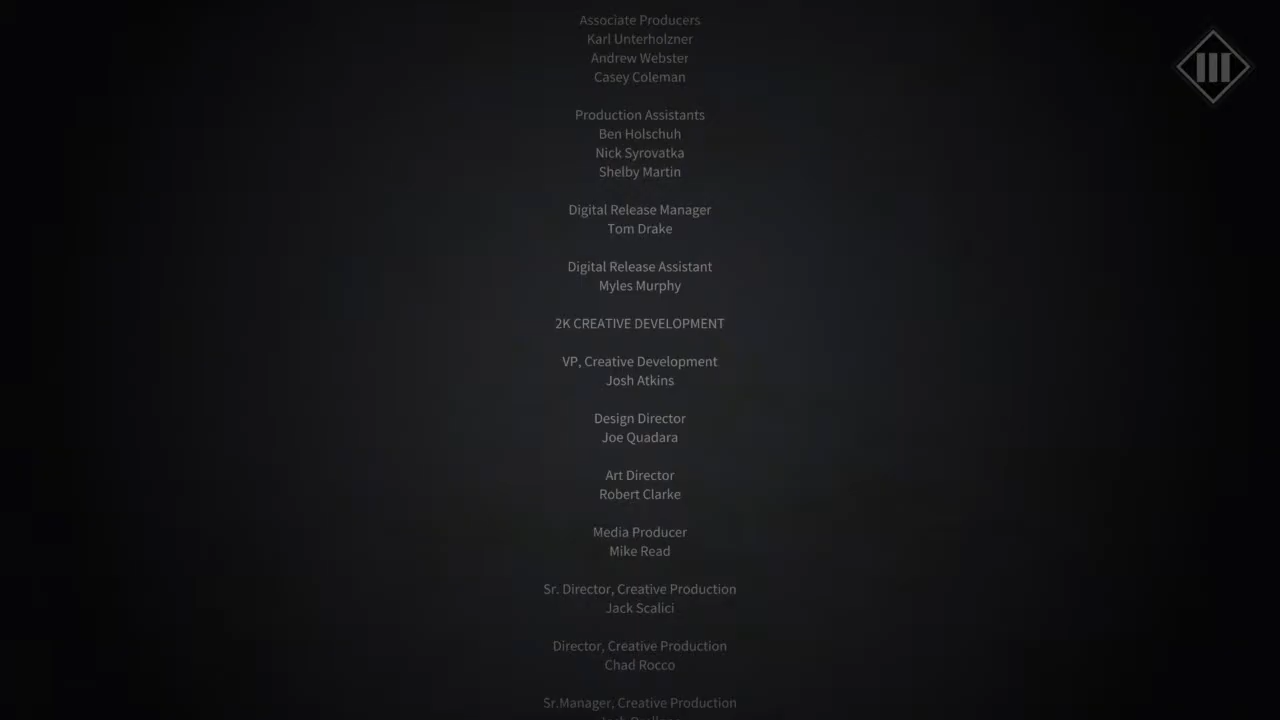 Associate Producers
Karl Unterholzner
Andrew Webster
Casey Coleman
Production Assistants
Ben Holschuh
Nick Syrovatka
Shelby Martin
Digital Release Manager
Tom Drake
Digital Release Assistant
Myles Murphy
2K CREATIVE DEVELOPMENT
VP, Creative Development
Josh Atkins
Design Director
Joe Quadara
Art Director
Robert Clarke
Media Producer
Mike Read
Sr. Director, Creative Production
Jack Scalici
Director, Creative Production
Chad Rocco
Sr.Manager, Creative Production